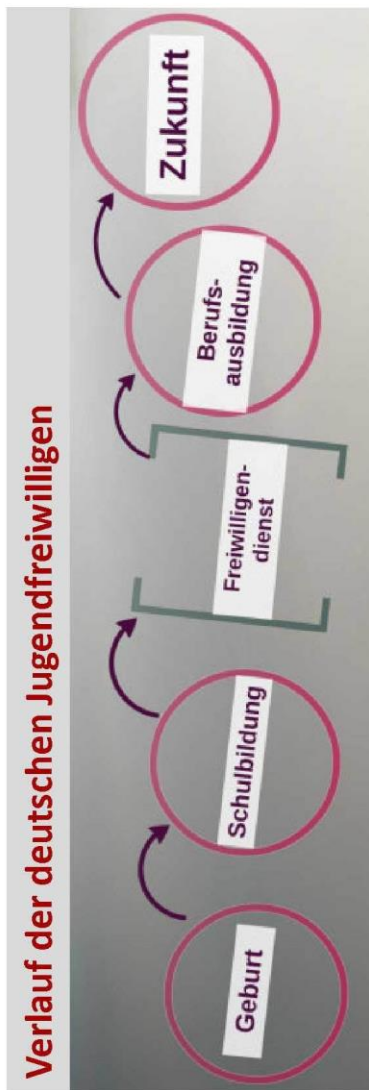 Verlauf der deutschen Jugendfreiwilligen
Geburt
Schulbildung
Freiwilligen-
dienst
Berufs-
ausbildung
Zukunft